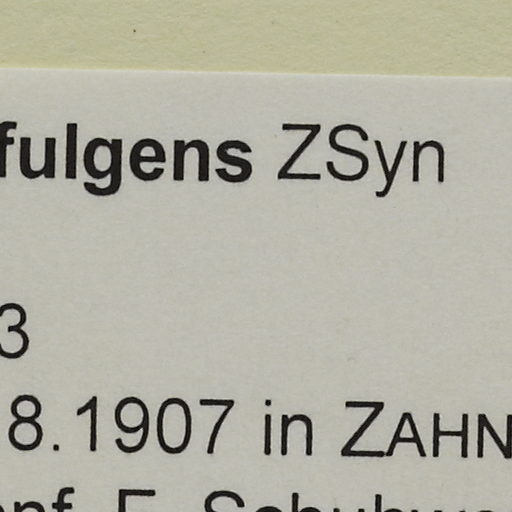 fulgens ZSyn
3
8.1907 in ZAHN